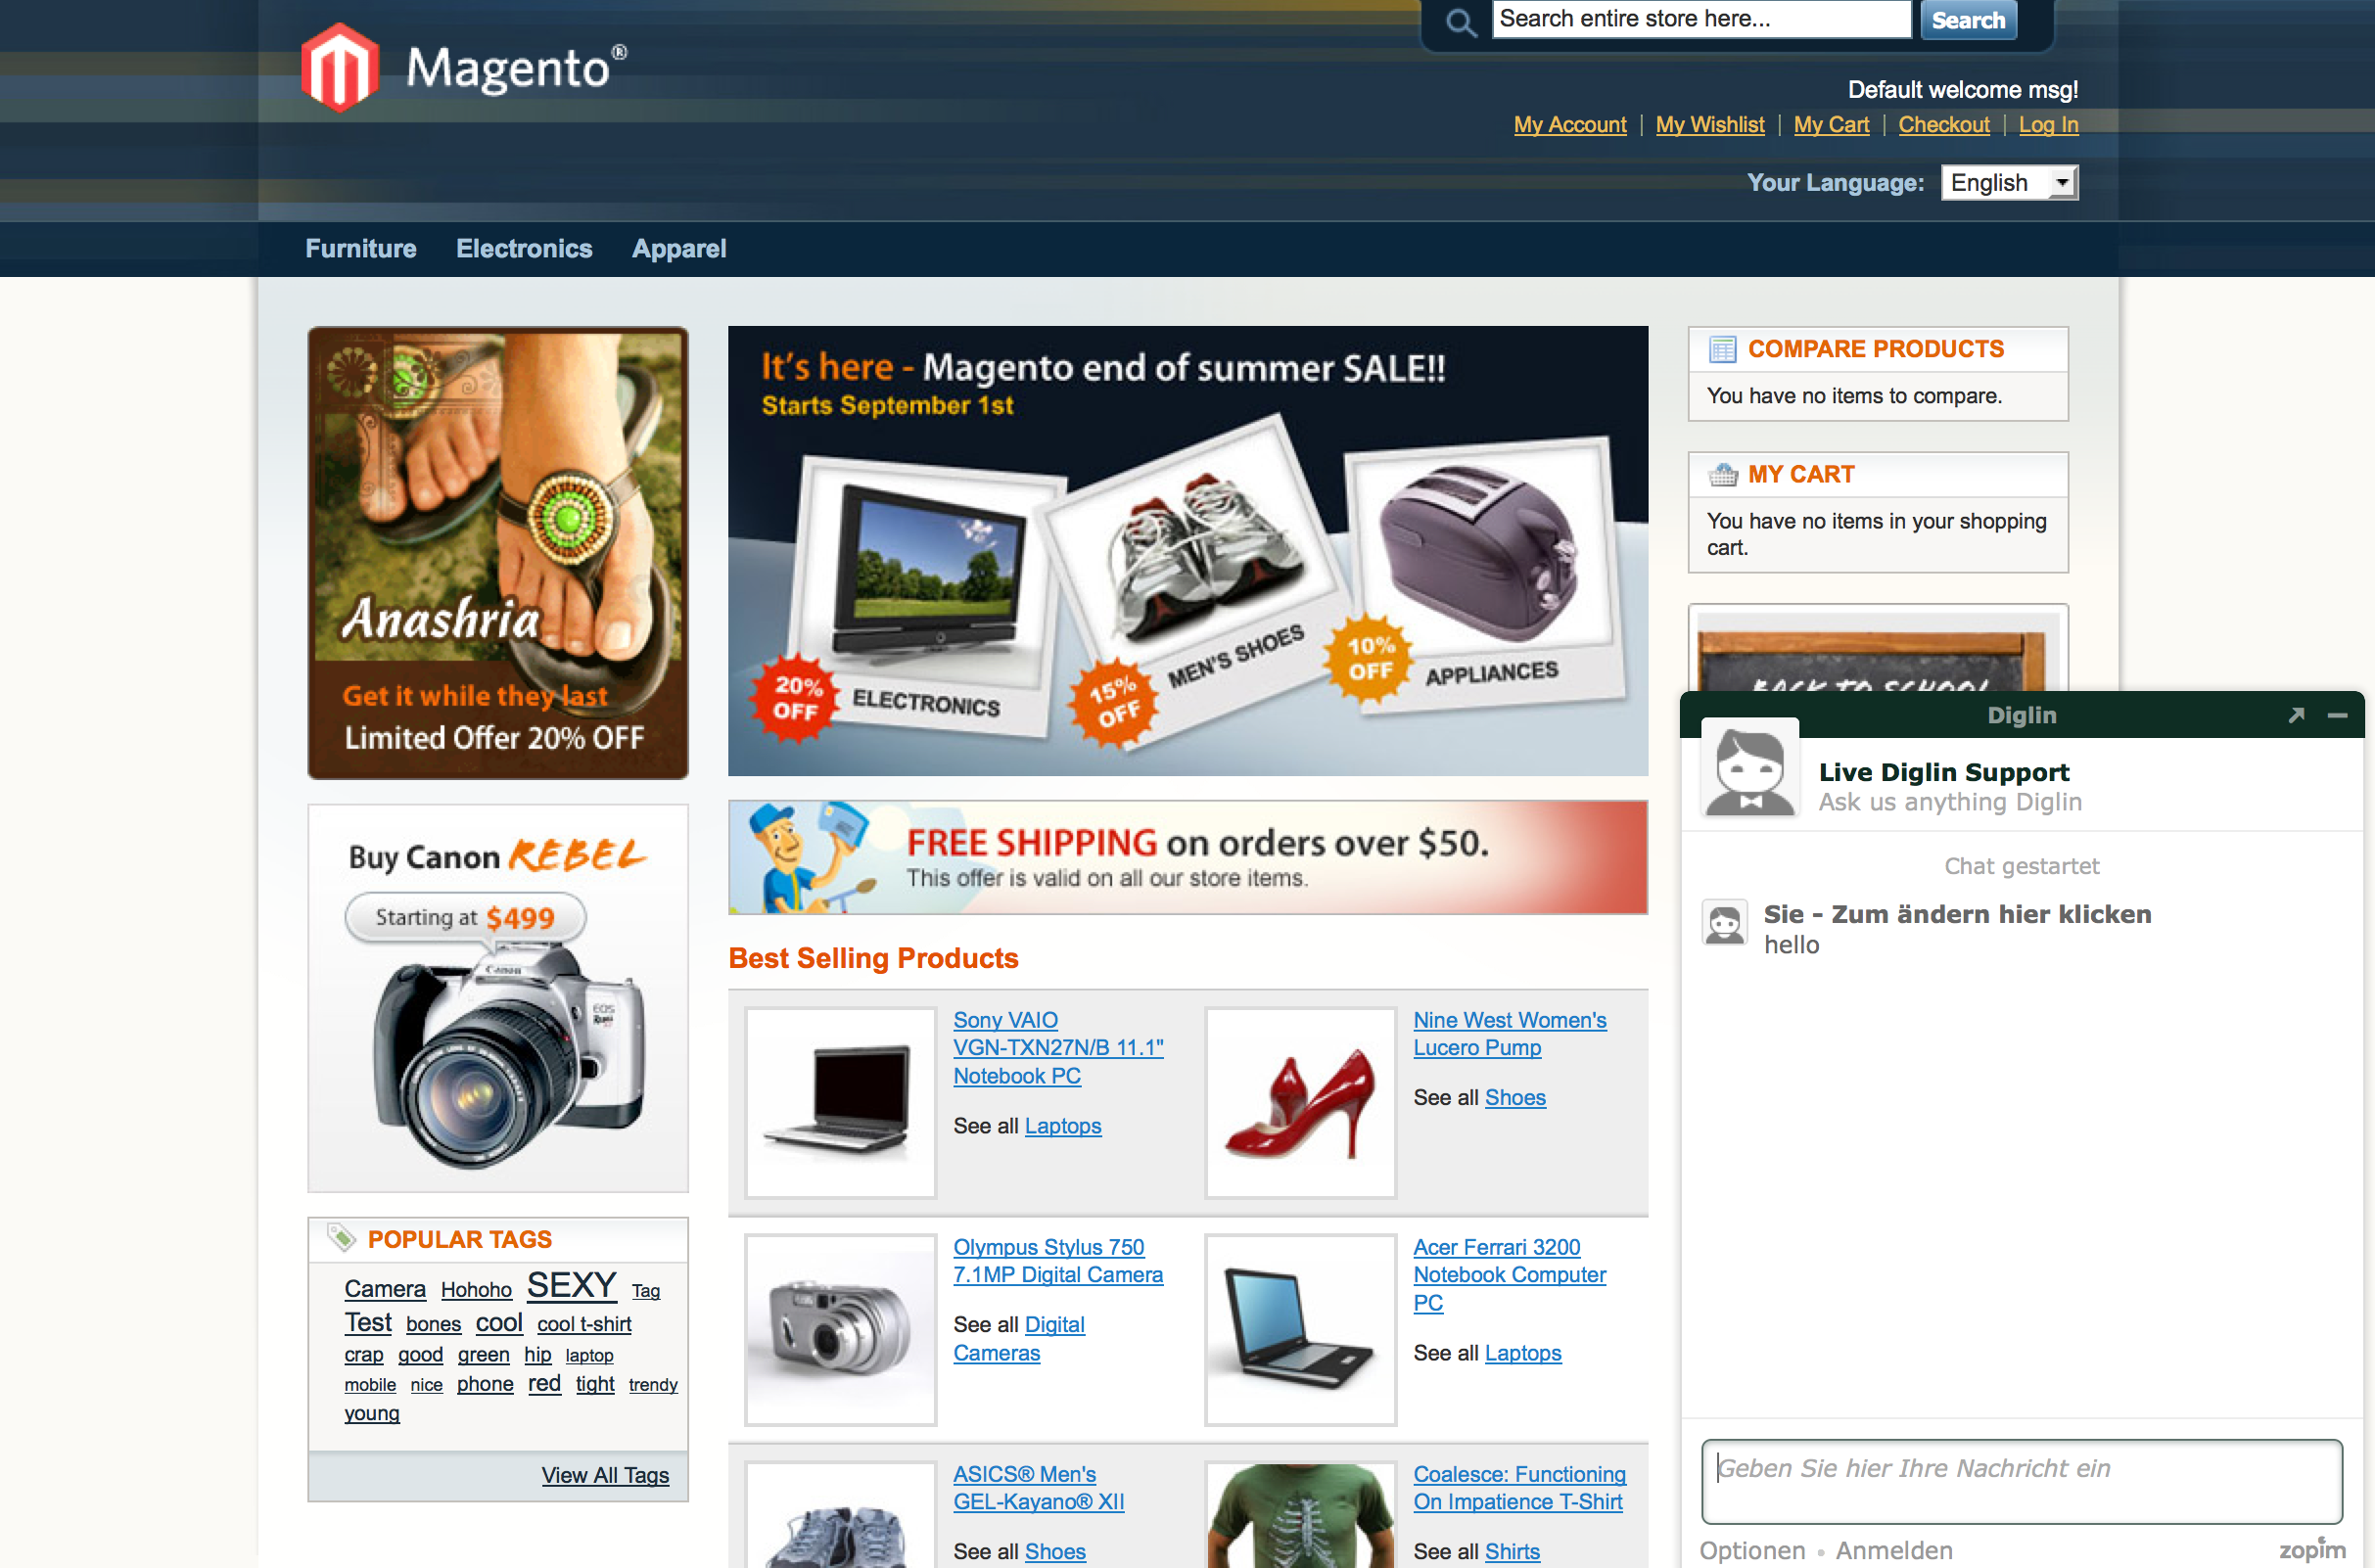 Magento®
Search entire store here...
Search
Default welcome msg!
My Account | My Wishlist | My Cart | Checkout | Log In
Your Language: English
Furniture Electronics Apparel
Anashria
Get it while they last
Limited Offer 20% OFF
Buy Canon REBEL
Starting at $499
Canon
EOS
POPULAR TAGS
Camera Hohoho SEXY Tag
Test bones cool cool t-shirt
crap good green hip laptop
mobile nice phone red tight trendy
young
View All Tags
It's here - Magento end of summer SALE!!
Starts September 1st
20%
OFF
ELECTRONICS
15%
OFF
MEN'S SHOES
10%
OFF
APPLIANCES
FREE SHIPPING on orders over $50.
This offer is valid on all our store items.
Best Selling Products
Sony VAIO
VGN-TXN27N/B 11.1"
Notebook PC
See all Laptops
Nine West Women's
Lucero Pump
See all Shoes
Olympus Stylus 750
7.1MP Digital Camera
See all Digital
Cameras
Acer Ferrari 3200
Notebook Computer
PC
See all Laptops
ASICS® Men's
GEL-Kayano® XII
See all Shoes
Coalesce: Functioning
On Impatience T-Shirt
See all Shirts
COMPARE PRODUCTS
You have no items to compare.
MY CART
You have no items in your shopping
cart.
BACK TO SCHOOL
Diglin
Live Diglin Support
Ask us anything Diglin
Chat gestartet
Sie - Zum ändern hier klicken
hello
Geben Sie hier Ihre Nachricht ein
Optionen • Anmelden
zopim